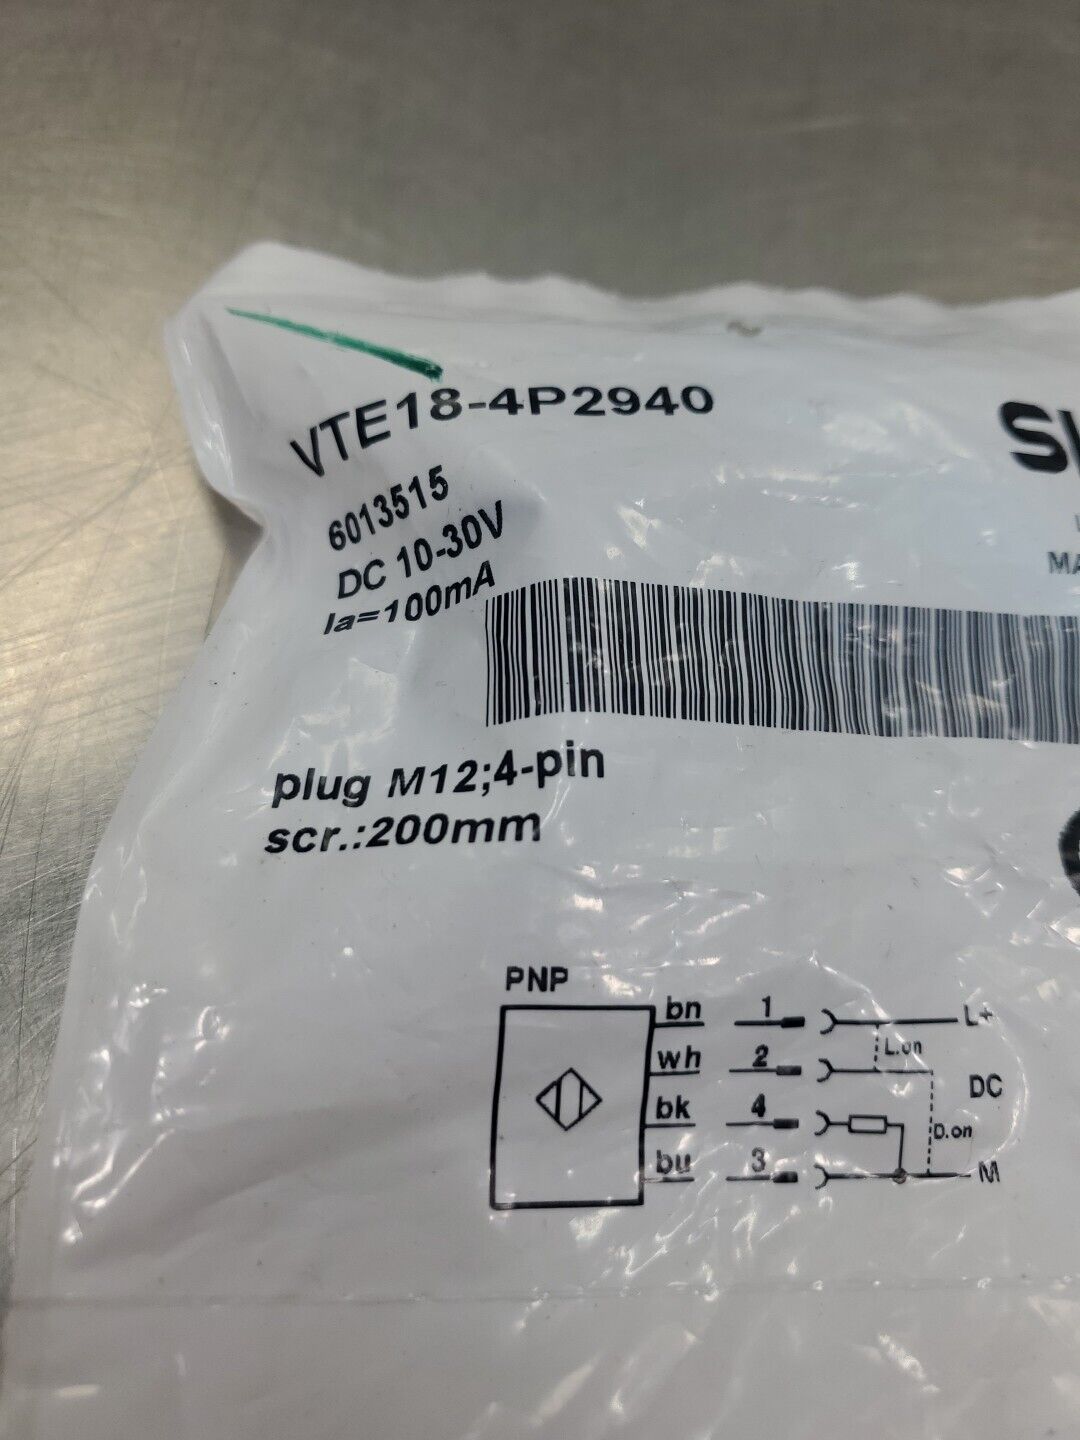 VTE18-4P2940
6013515
DC 10-30V
Ia=100mA
plug M12;4-pin
scr.:200mm
PNP
bn 1 L+
L.on
wh 2
DC
bk 4
D.on
bu 3 M